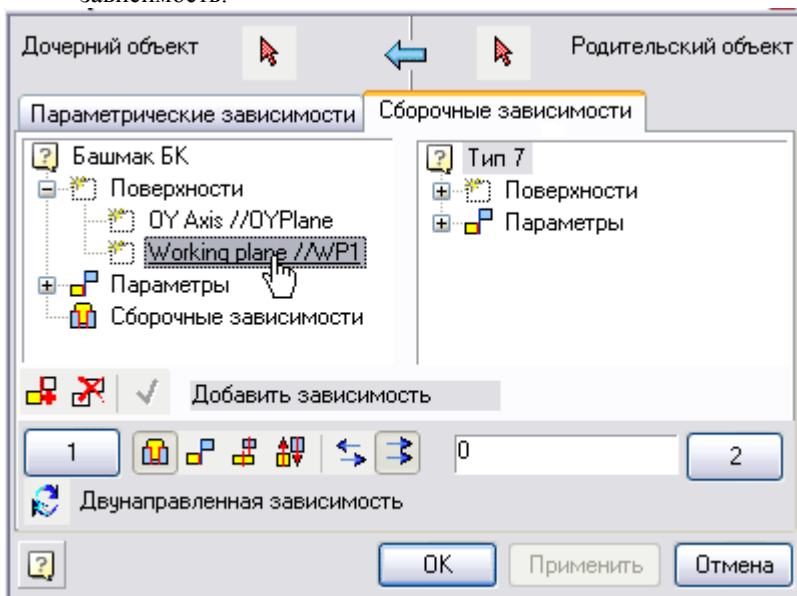 зависимость.
Дочерний объект
Родительский объект
Параметрические зависимости
Сборочные зависимости
Башмак БК
Поверхности
OY Axis //OYPlane
Working plane //WP1
Параметры
Сборочные зависимости
Тип 7
Поверхности
Параметры
Добавить зависимость
1
0
2
Двунаправленная зависимость
OK
Применить
Отмена